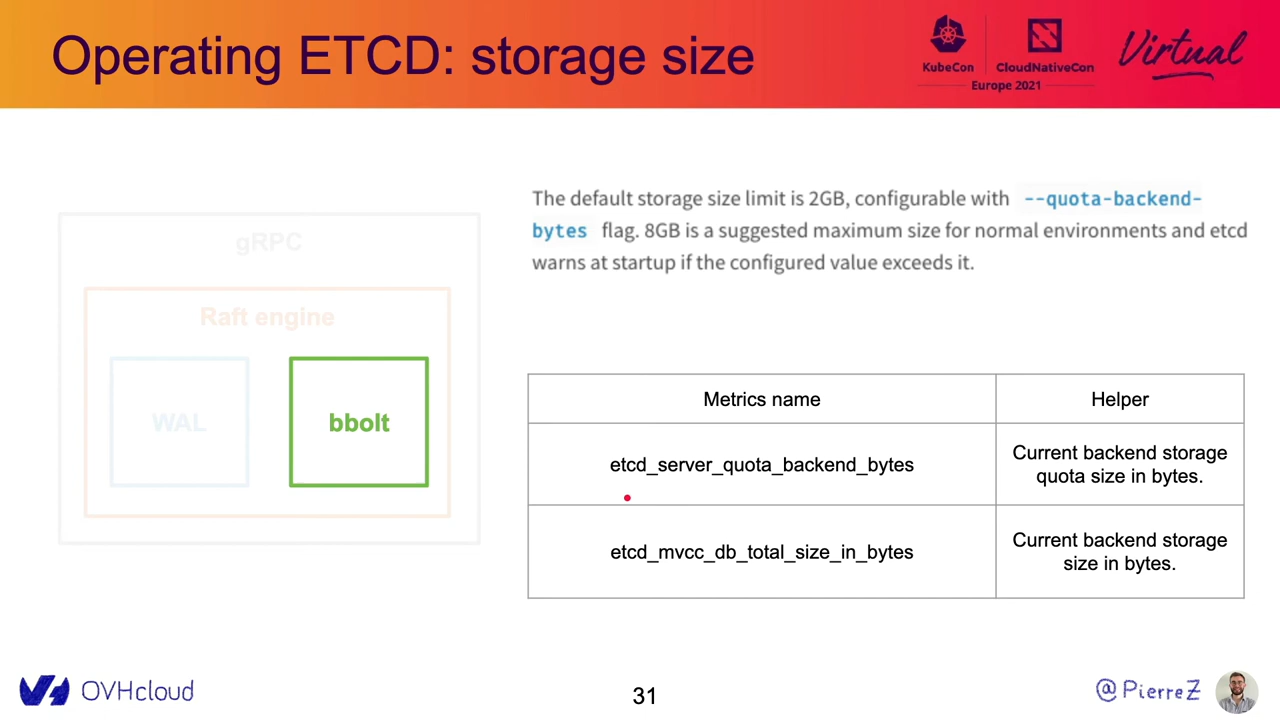 Operating ETCD: storage size
KubeCon
CloudNativeCon
Europe 2021
Virtual
gRPC
Raft engine
WAL
bbolt
The default storage size limit is 2GB, configurable with --quota-backend-
bytes flag. 8GB is a suggested maximum size for normal environments and etcd
warns at startup if the configured value exceeds it.
Metrics name
Helper
etcd_server_quota_backend_bytes
Current backend storage
quota size in bytes.
etcd_mvcc_db_total_size_in_bytes
Current backend storage
size in bytes.
OVHcloud
31
@PierreZ